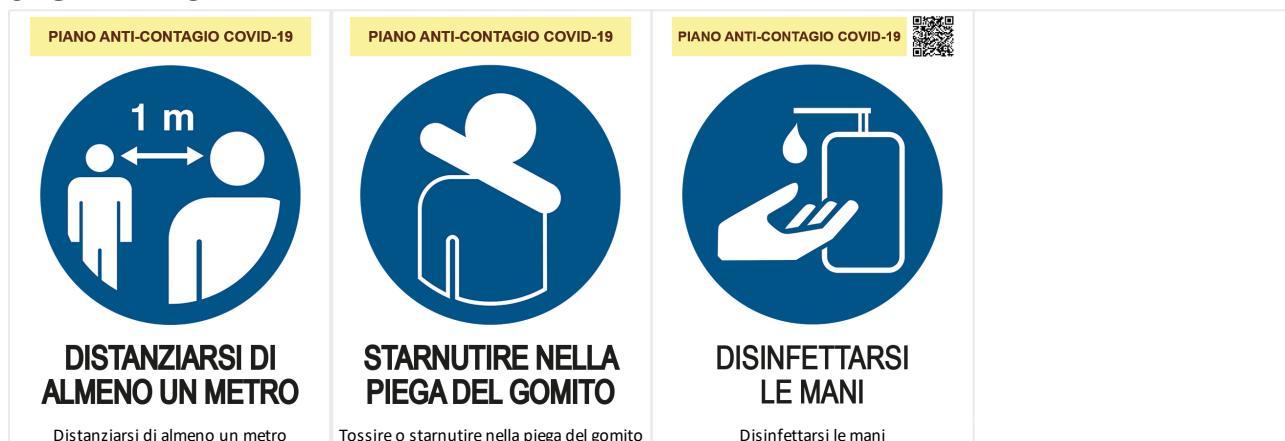 PIANO ANTI-CONTAGIO COVID-19
1 m
DISTANZIARSI DI
ALMENO UN METRO
Distanziarsi di almeno un metro
PIANO ANTI-CONTAGIO COVID-19
STARNUTIRE NELLA
PIEGA DEL GOMITO
Tossire o starnutire nella piega del gomito
PIANO ANTI-CONTAGIO COVID-19
DISINFETTARSI
LE MANI
Disinfettarsi le mani